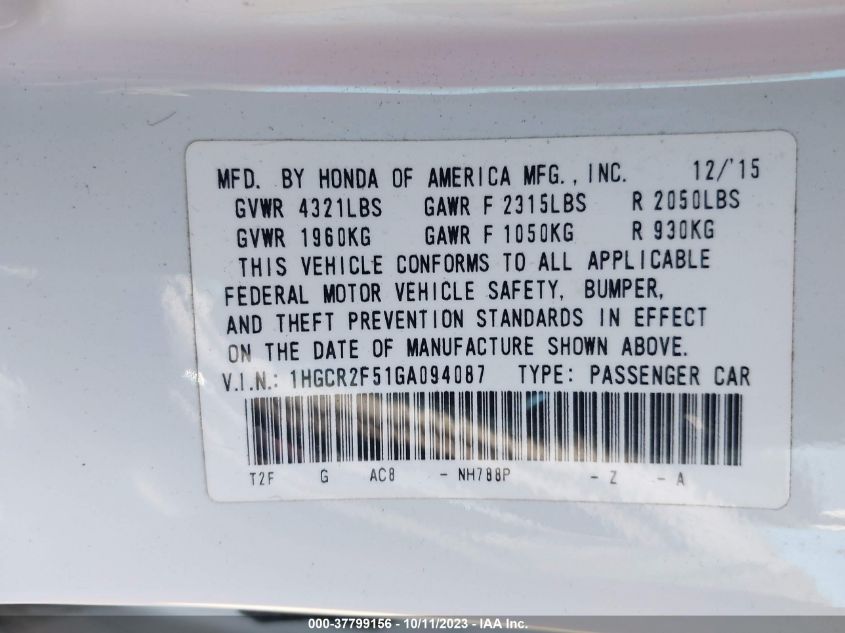 MFD. BY HONDA OF AMERICA MFG., INC. 12/'15
GVWR 4321LBS GAWR F 2315LBS R 2050LBS
GVWR 1960KG GAWR F 1050KG R 930KG
THIS VEHICLE CONFORMS TO ALL APPLICABLE
FEDERAL MOTOR VEHICLE SAFETY, BUMPER,
AND THEFT PREVENTION STANDARDS IN EFFECT
ON THE DATE OF MANUFACTURE SHOWN ABOVE.
V.I.N.: 1HGCR2F51GA094087 TYPE: PASSENGER CAR
T2F G AC8 - NH788P - Z - A
000-37799156 - 10/11/2023 - IAA Inc.